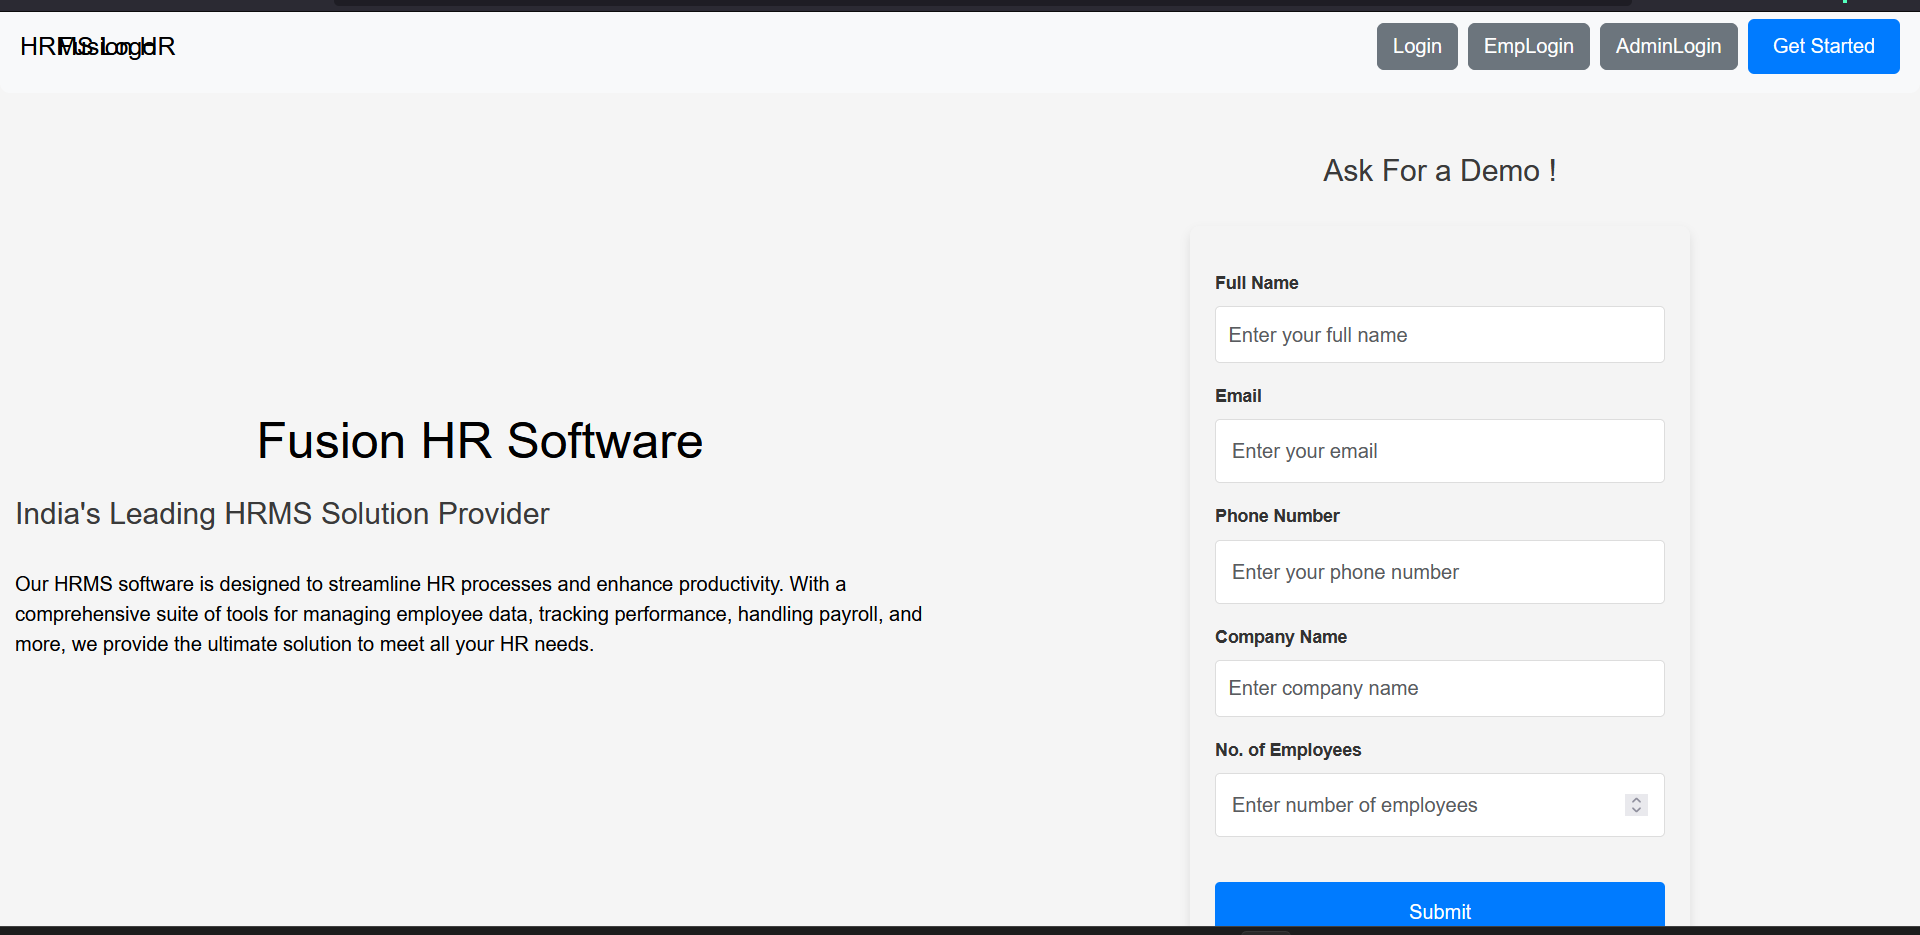 HRMS Logo
Fusion HR
Login
EmpLogin
AdminLogin
Get Started
Ask For a Demo !
Full Name
Enter your full name
Email
Enter your email
Phone Number
Enter your phone number
Company Name
Enter company name
No. of Employees
Enter number of employees
Submit
Fusion HR Software
India's Leading HRMS Solution Provider
Our HRMS software is designed to streamline HR processes and enhance productivity. With a
comprehensive suite of tools for managing employee data, tracking performance, handling payroll, and
more, we provide the ultimate solution to meet all your HR needs.